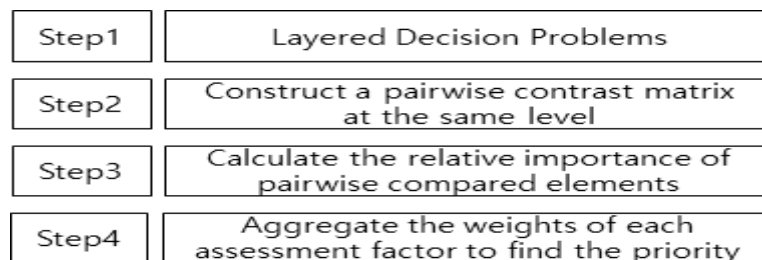 Step1
Layered Decision Problems
Step2
Construct a pairwise contrast matrix
at the same level
Step3
Calculate the relative importance of
pairwise compared elements
Step4
Aggregate the weights of each
assessment factor to find the priority